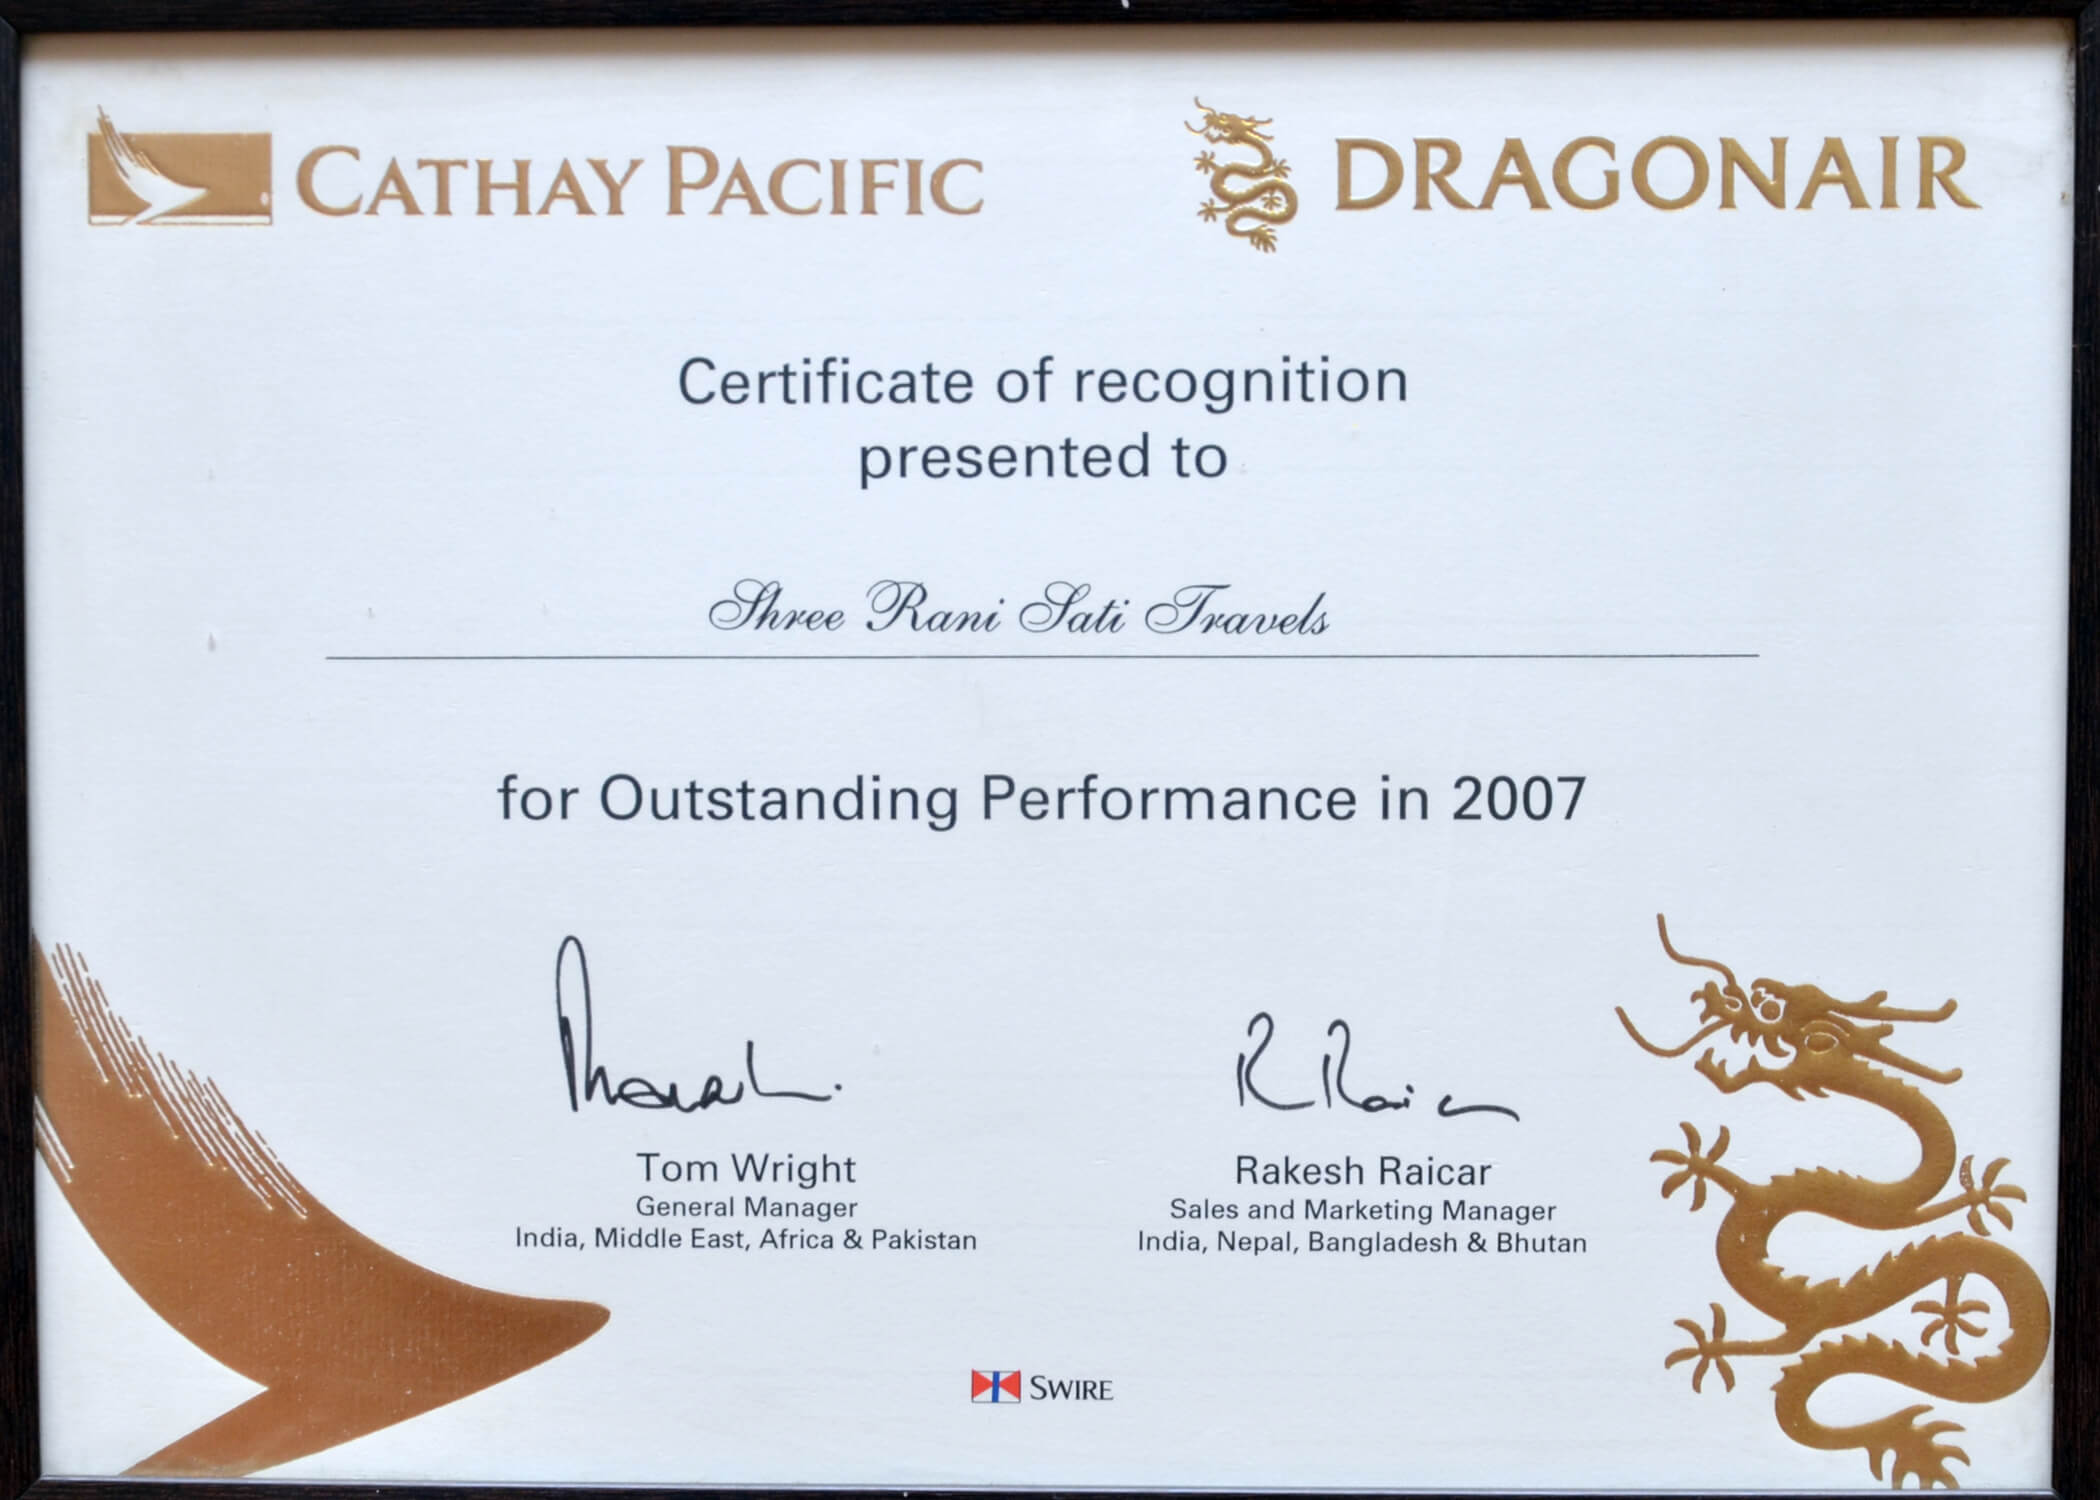 CATHAY PACIFIC
DRAGONAIR
Certificate of recognition
presented to
Shree Rani Sati Travels
for Outstanding Performance in 2007
R Raicar
Tom Wright
General Manager
India, Middle East, Africa & Pakistan
Rakesh Raicar
Sales and Marketing Manager
India, Nepal, Bangladesh & Bhutan
SWIRE